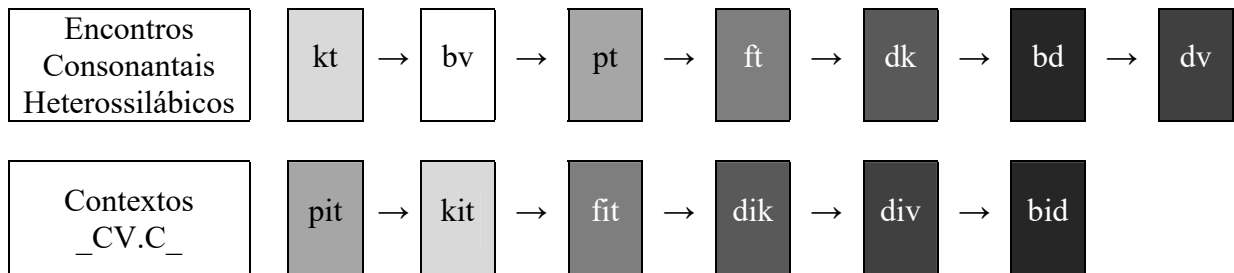 Encontros
Consonantais
Heterossilábicos
kt → bv → pt → ft → dk → bd → dv
Contextos
_CV.C_
pit → kit → fit → dik → div → bid